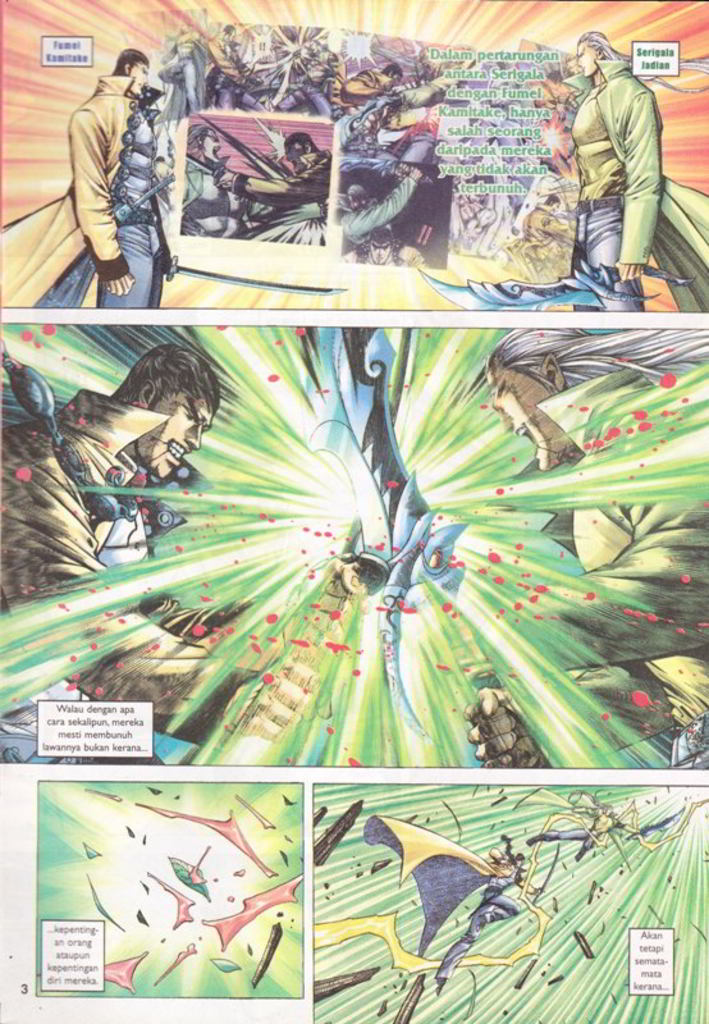 Fumei
Kamitake
Serigala
Jadian
Dalam pertarungan
antara Serigala
dengan Fumei
Kamitake, hanya
salah seorang
daripada mereka
yang tidak akan
terbunuh.
Walau dengan apa
cara sekalipun, mereka
mesti membunuh
lawannya bukan kerana...
...kepenting-
an orang
ataupun
kepentingan
diri mereka.
Akan
tetapi
semata-
mata
kerana...
3